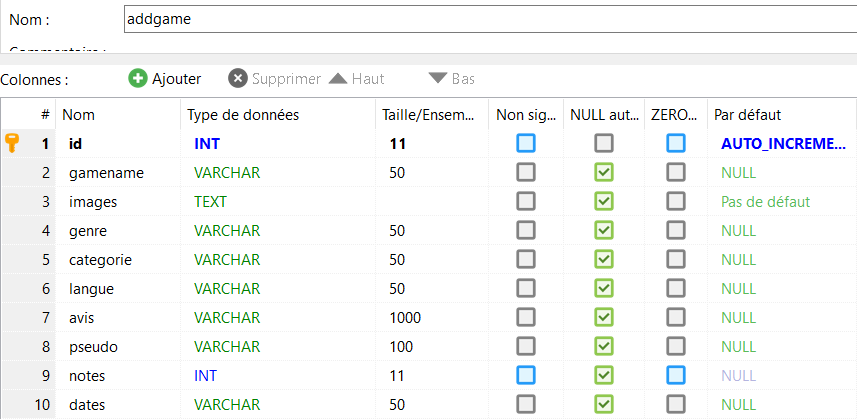 Nom : addgame
Commentaire :
Colonnes : Ajouter Supprimer Haut Bas
# Nom Type de données Taille/Ensem... Non sig... NULL aut... ZERO... Par défaut
1 id INT 11 AUTO_INCREME...
2 gamename VARCHAR 50 NULL
3 images TEXT Pas de défaut
4 genre VARCHAR 50 NULL
5 categorie VARCHAR 50 NULL
6 langue VARCHAR 50 NULL
7 avis VARCHAR 1000 NULL
8 pseudo VARCHAR 100 NULL
9 notes INT 11 NULL
10 dates VARCHAR 50 NULL